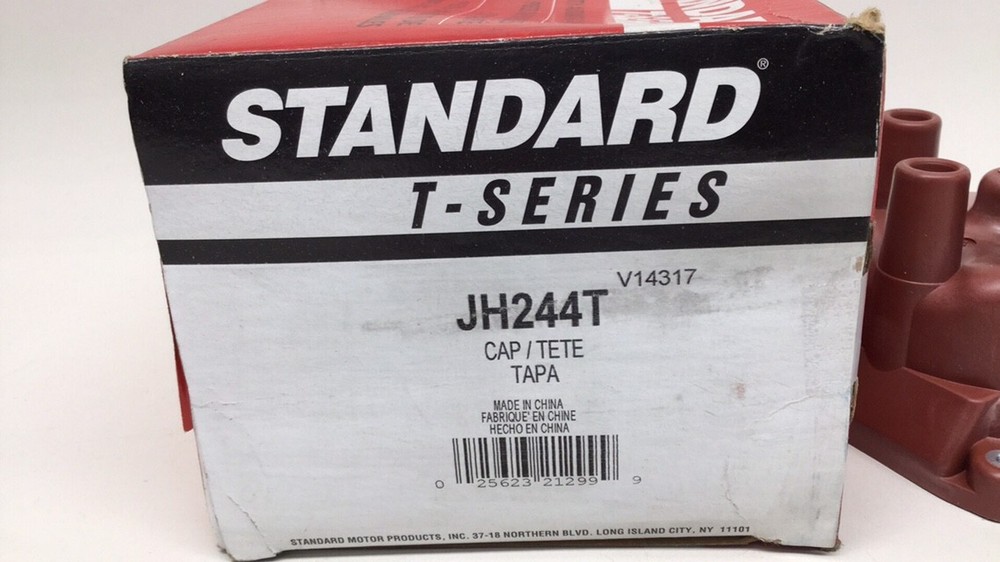 STANDARD®
T-SERIES
V14317
JH244T
CAP / TETE
TAPA
MADE IN CHINA
FABRIQUE' EN CHINE
HECHO EN CHINA
0 25623 21299 9
STANDARD MOTOR PRODUCTS, INC. 37-18 NORTHERN BLVD. LONG ISLAND CITY, NY 11101